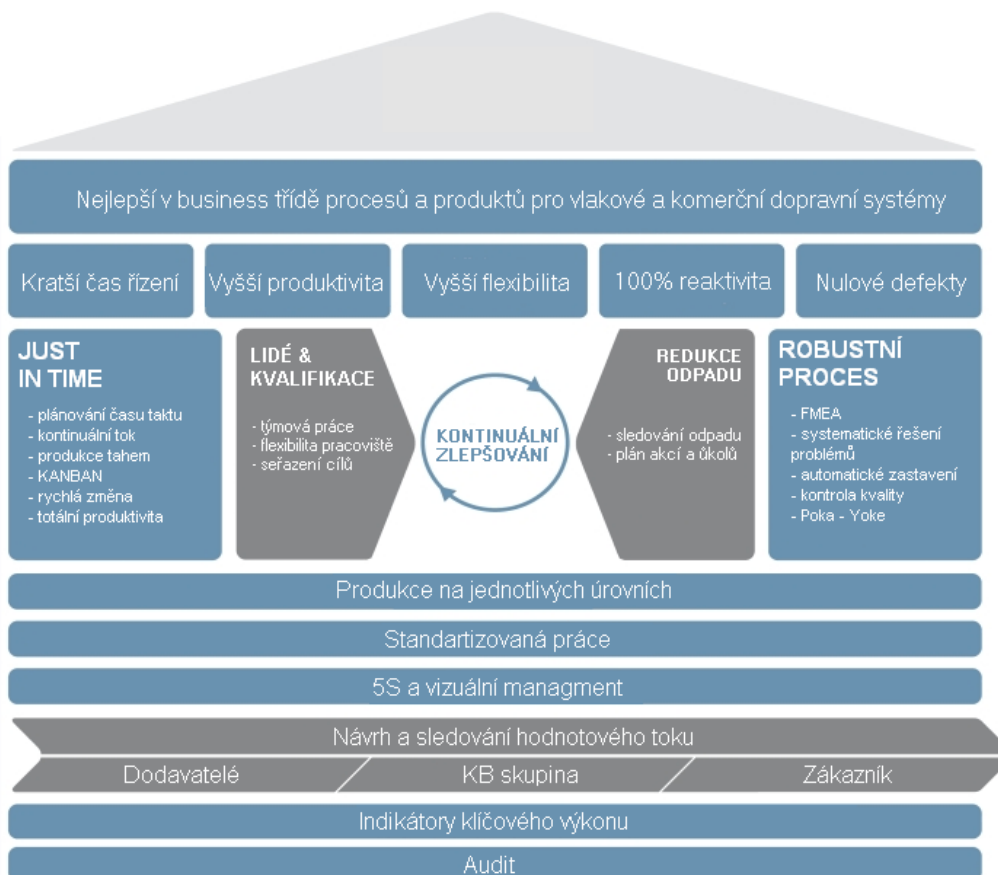 Nejlepší v business třídě procesů a produktů pro vlakové a komerční dopravní systémy
Kratší čas řízení
Vyšší produktivita
Vyšší flexibilita
100% reaktivita
Nulové defekty
JUST
IN TIME
- plánování času taktu
- kontinuální tok
- produkce tahem
- KANBAN
- rychlá změna
- totální produktivita
LIDÉ &
KVALIFIKACE
- týmová práce
- flexibilita pracoviště
- seřazení cílů
KONTINUÁLNÍ
ZLEPŠOVÁNÍ
REDUKCE
ODPADU
- sledování odpadu
- plán akcí a úkolů
ROBUSTNÍ
PROCES
- FMEA
- systematické řešení
problémů
- automatické zastavení
- kontrola kvality
- Poka - Yoke
Produkce na jednotlivých úrovních
Standartizovaná práce
5S a vizuální managment
Návrh a sledování hodnotového toku
Dodavatelé
KB skupina
Zákazník
Indikátory klíčového výkonu
Audit